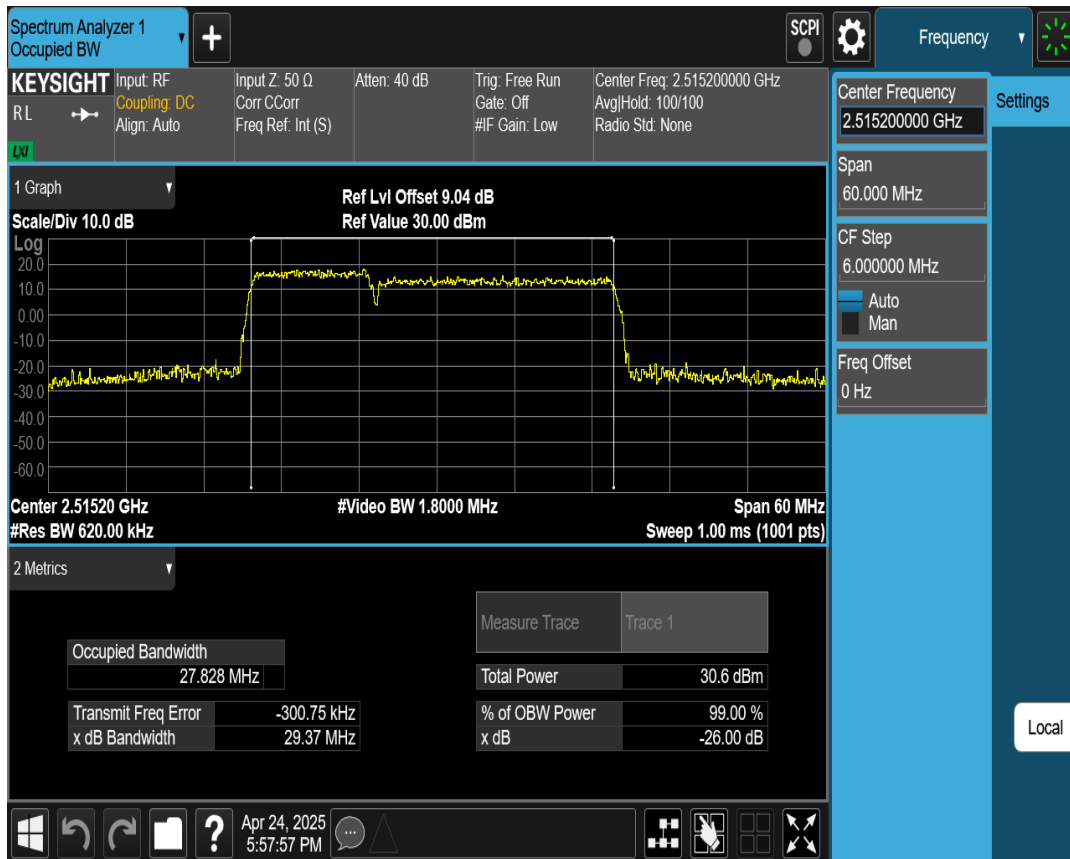 Spectrum Analyzer 1
Occupied BW
+
SCPI
Frequency
KEYSIGHT
RL
LXI
Input: RF
Coupling: DC
Align: Auto
Input Z: 50 Ω
Corr CCorr
Freq Ref: Int (S)
Atten: 40 dB
Trig: Free Run
Gate: Off
#IF Gain: Low
Center Freq: 2.515200000 GHz
Avg|Hold: 100/100
Radio Std: None
Center Frequency
2.515200000 GHz
Settings
Span
60.000 MHz
CF Step
6.000000 MHz
Auto
Man
Freq Offset
0 Hz
Local
1 Graph
Ref Lvl Offset 9.04 dB
Scale/Div 10.0 dB
Ref Value 30.00 dBm
Log
20.0
10.0
0.00
-10.0
-20.0
-30.0
-40.0
-50.0
-60.0
Center 2.51520 GHz
#Video BW 1.8000 MHz
Span 60 MHz
#Res BW 620.00 kHz
Sweep 1.00 ms (1001 pts)
2 Metrics
Measure Trace
Trace 1
Occupied Bandwidth
27.828 MHz
Total Power
30.6 dBm
Transmit Freq Error
-300.75 kHz
% of OBW Power
99.00 %
x dB Bandwidth
29.37 MHz
x dB
-26.00 dB
?
Apr 24, 2025
5:57:57 PM